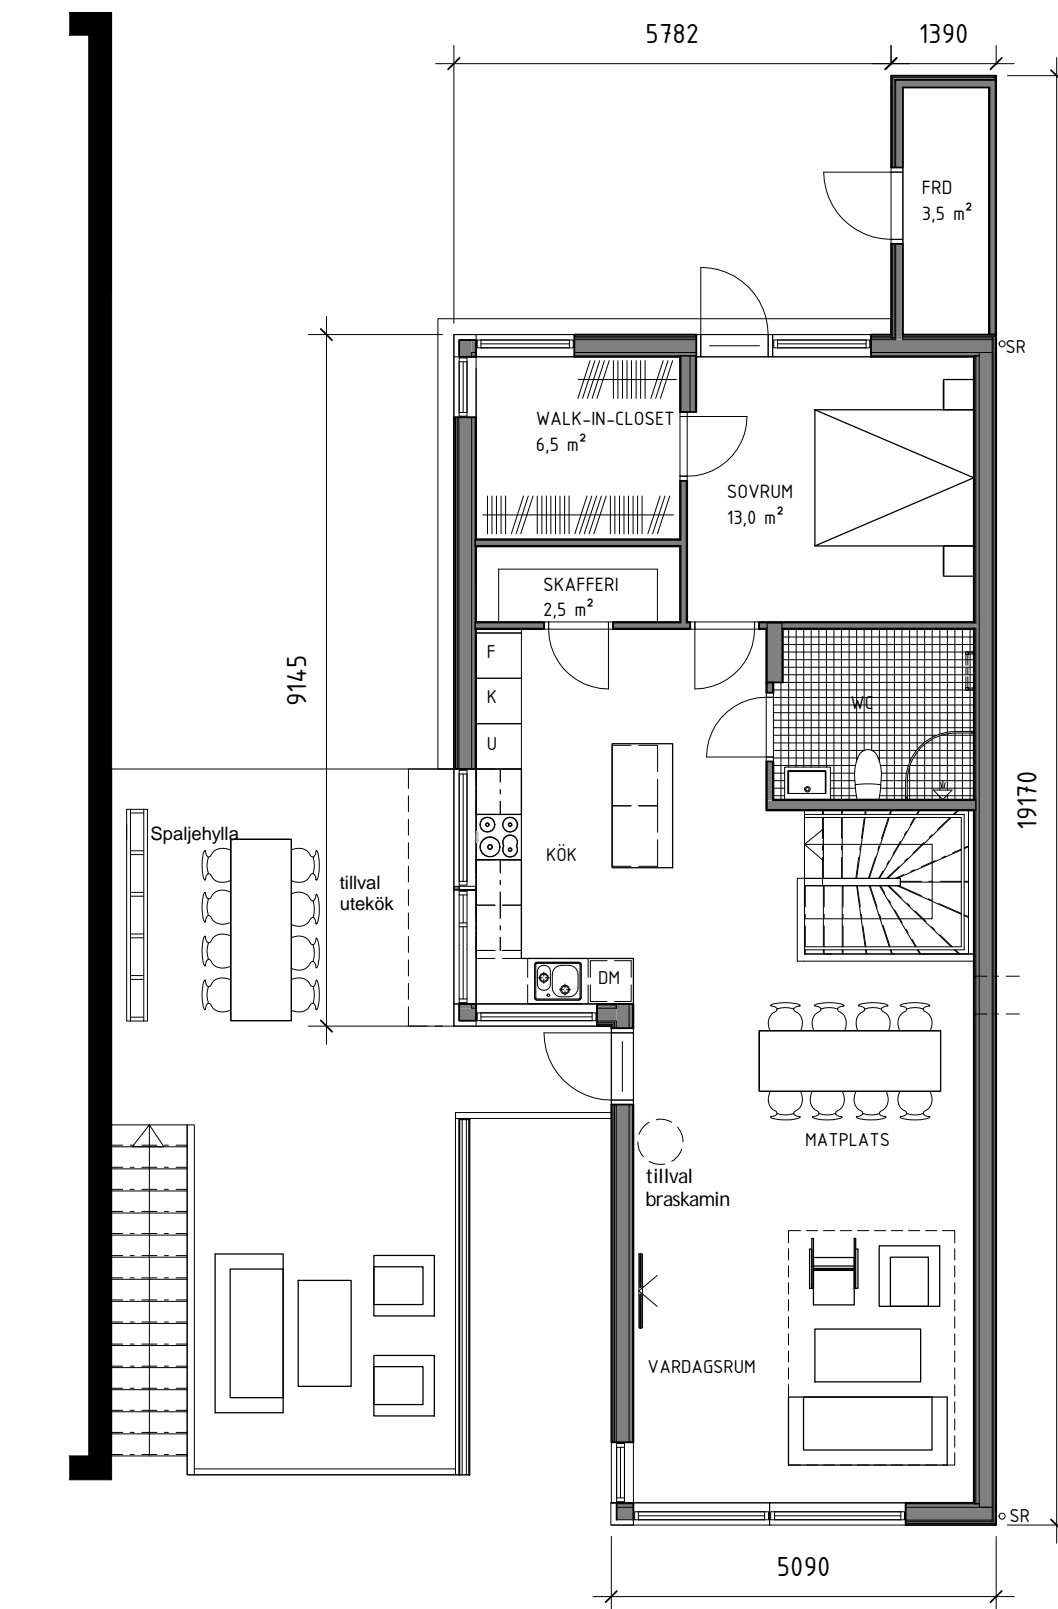 5782
1390
FRD
3,5 m²
SR
WALK-IN-CLOSET
6,5 m²
SOVRUM
13,0 m²
SKAFFERI
2,5 m²
9145
F
K
U
WC
19170
Spaljehylla
KÖK
tillval
utekök
DM
MATPLATS
tillval
braskamin
VARDAGSRUM
SR
5090